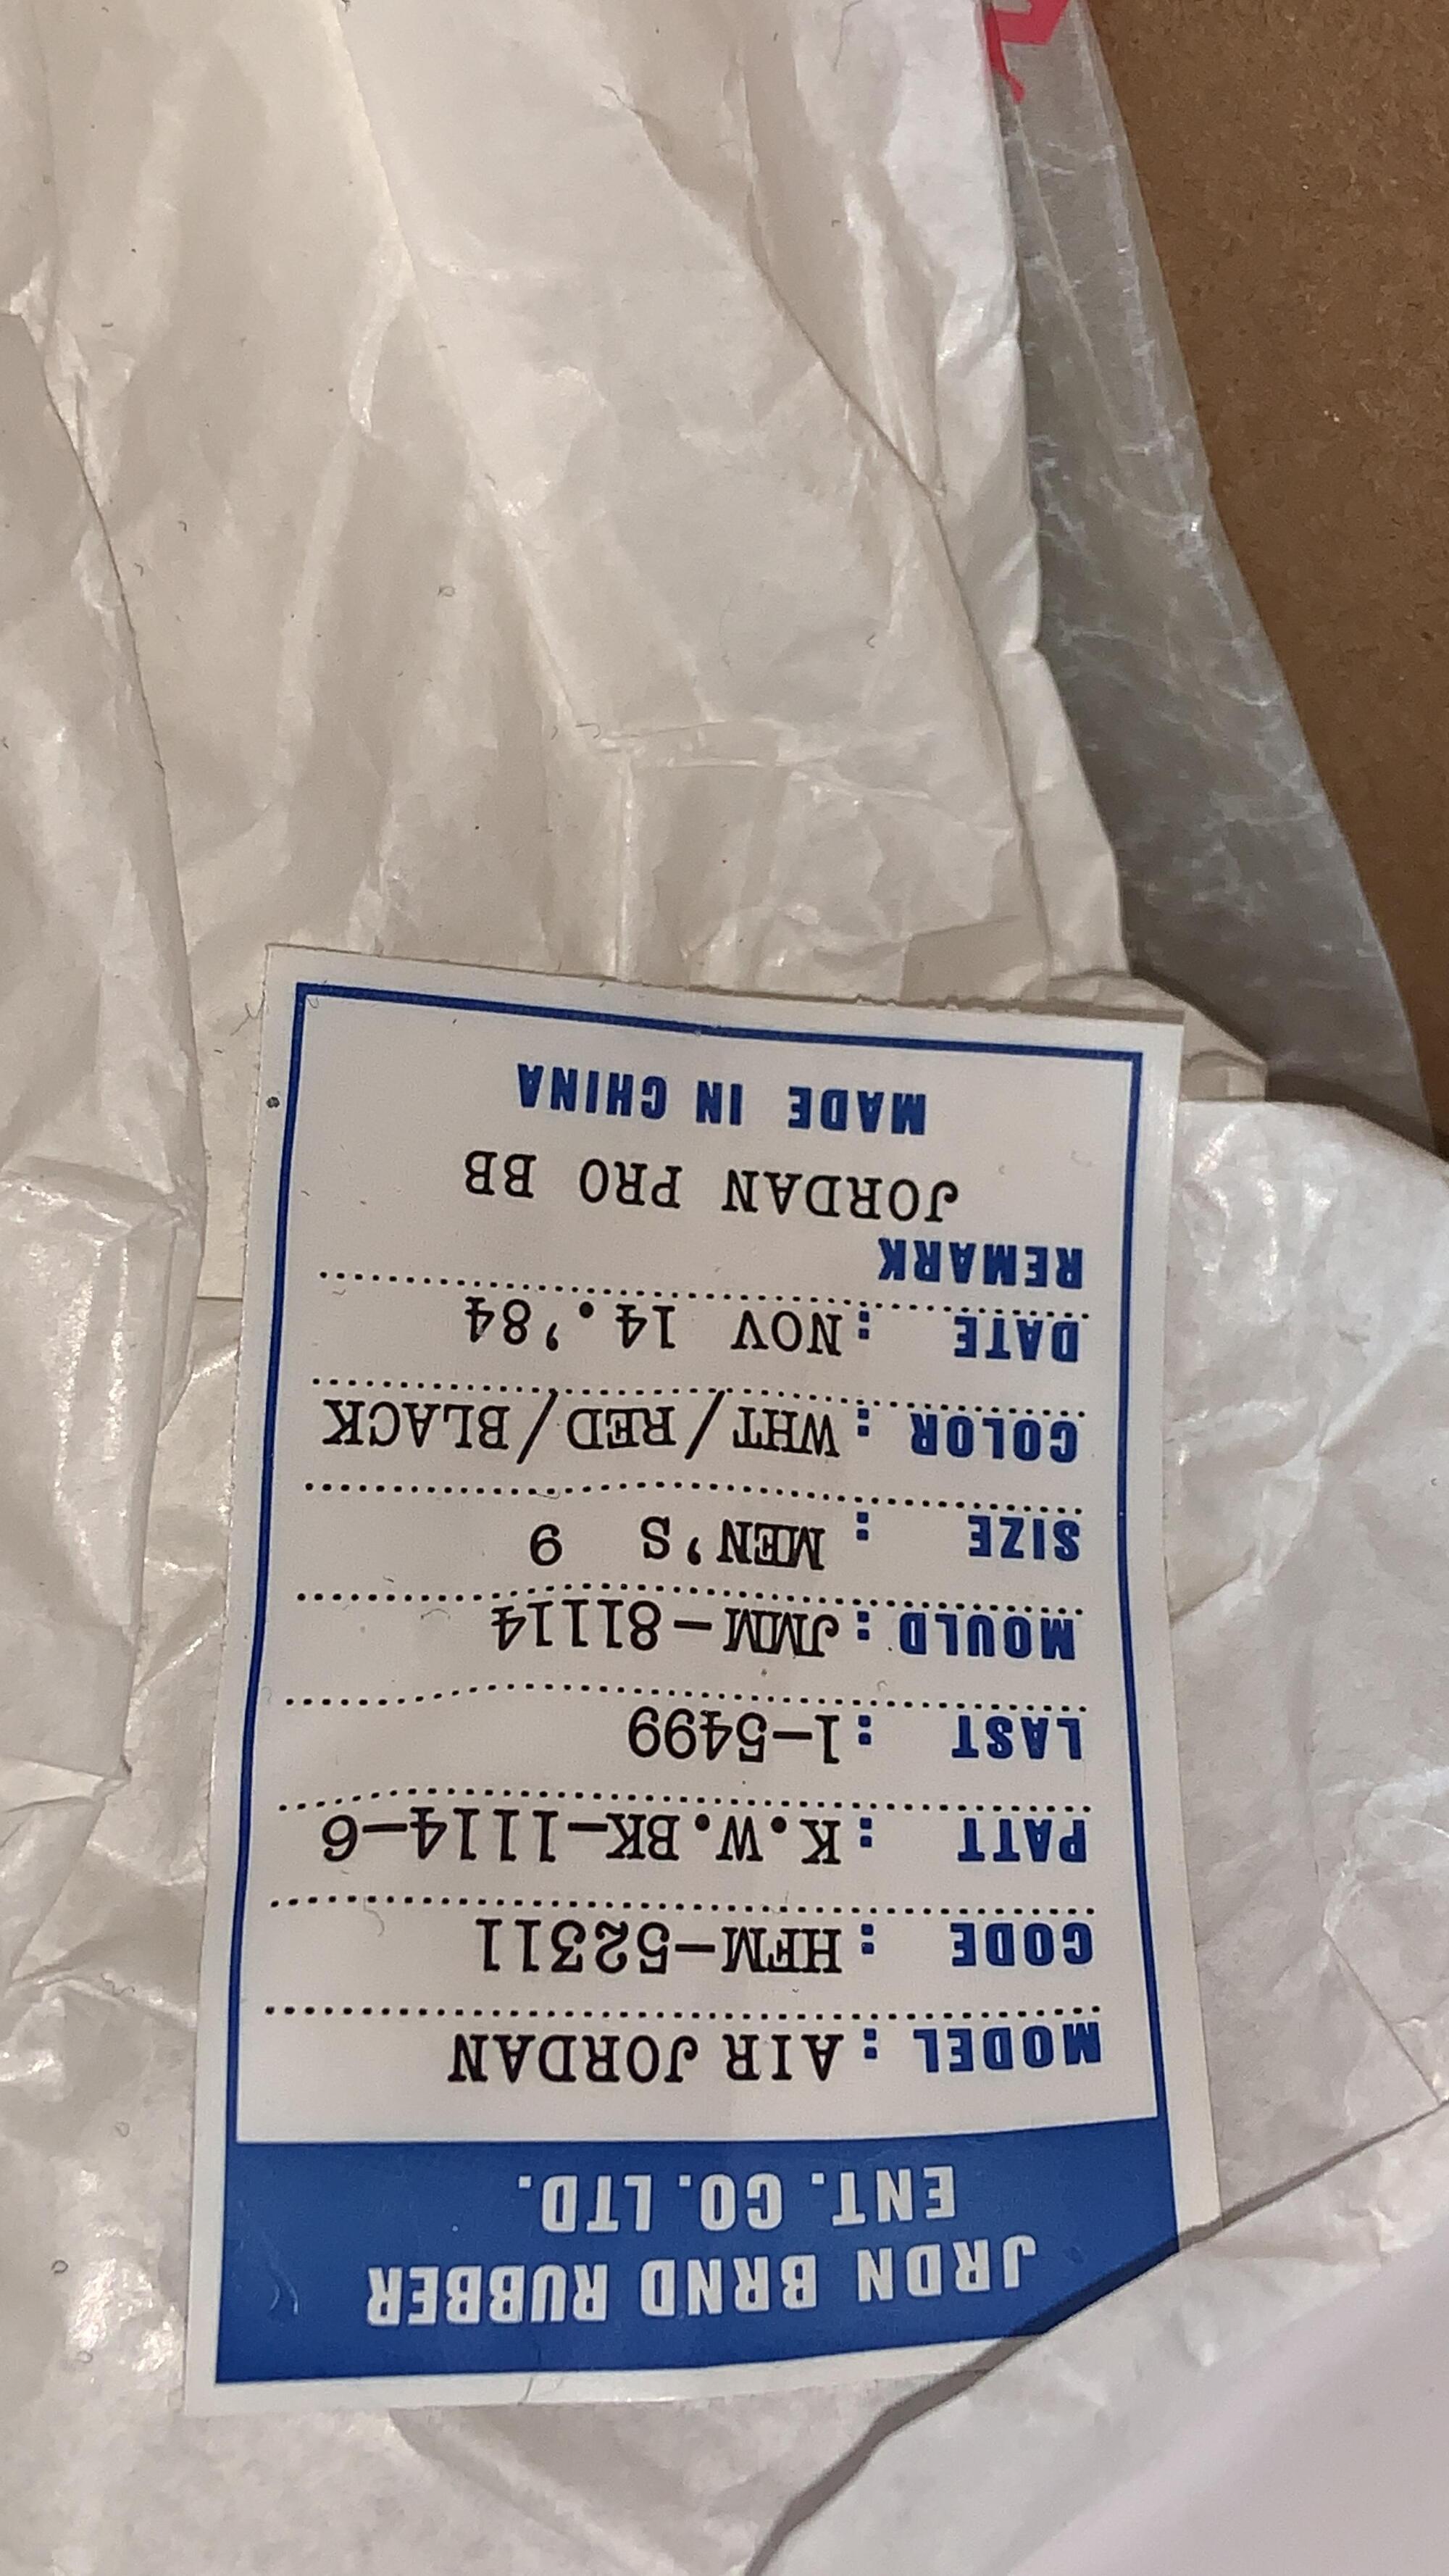 JRDN BRND RUBBER
ENT. CO. LTD.
MODEL : AIR JORDAN
CODE : HFM-52311
PATT : K.W.BK-1114-6
LAST : 1-5499
MOULD : JMM-81114
SIZE : MEN'S 9
COLOR : WHT/RED/BLACK
DATE : NOV 14.'84
REMARK
JORDAN PRO BB
MADE IN CHINA